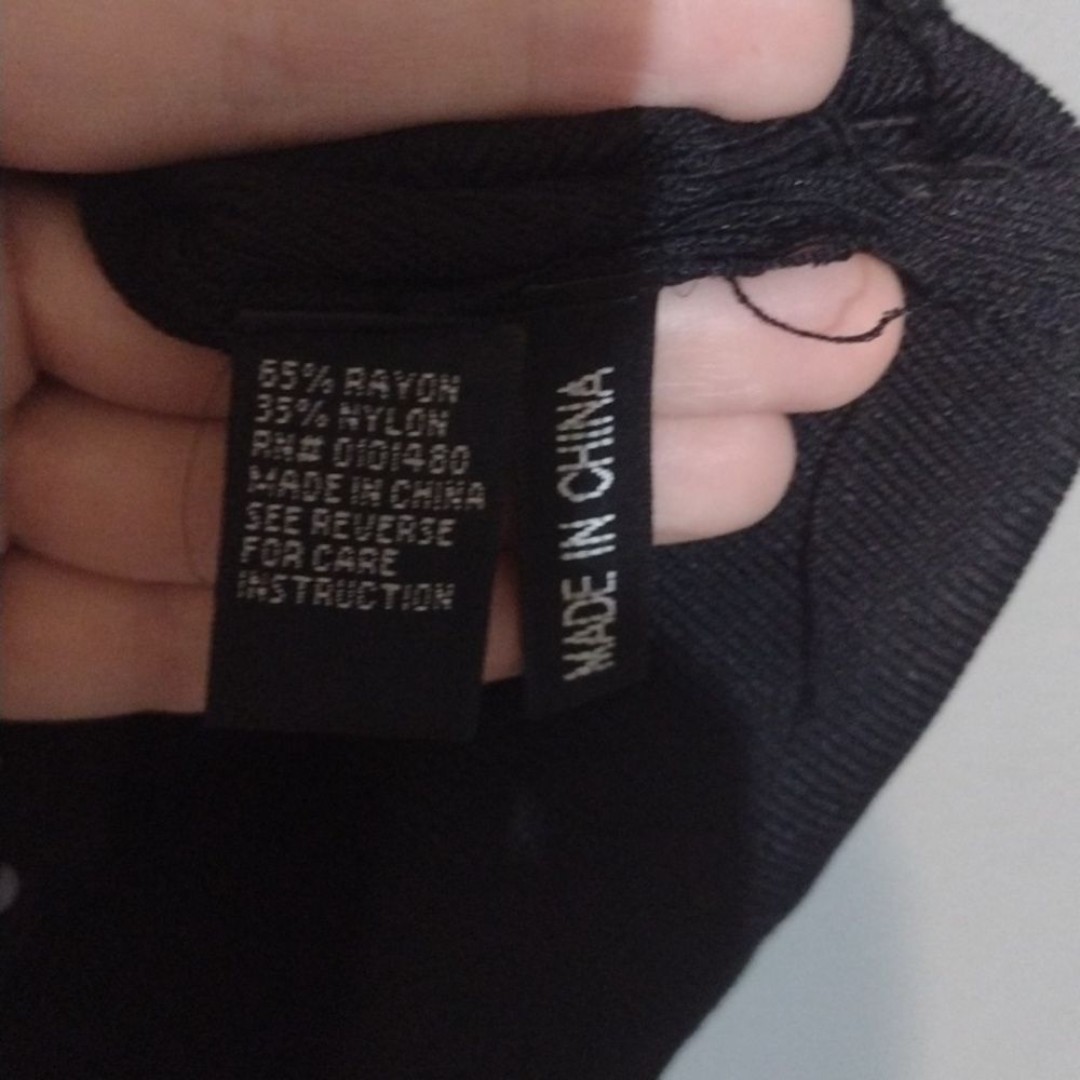 65% RAYON
35% NYLON
RN# 0101480
MADE IN CHINA
SEE REVERSE
FOR CARE
INSTRUCTION
MADE IN CHINA